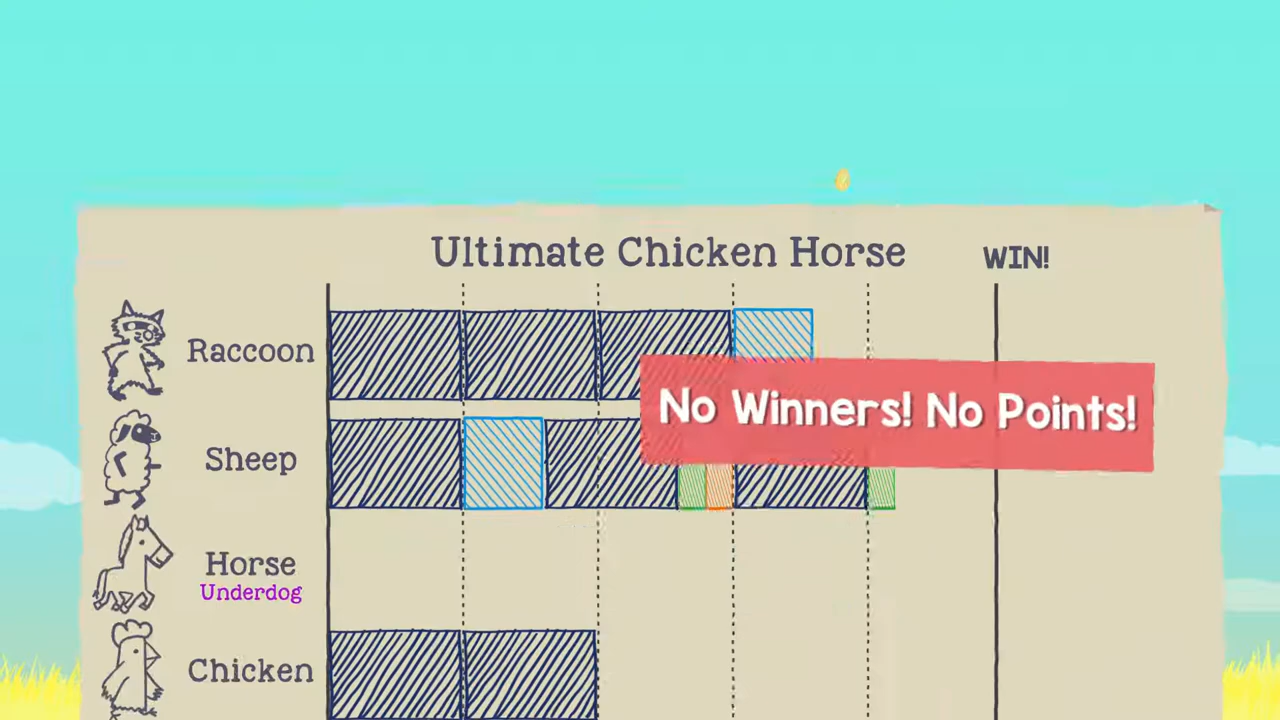 Ultimate Chicken Horse
WIN!
Raccoon
No Winners! No Points!
Sheep
Horse
Underdog
Chicken